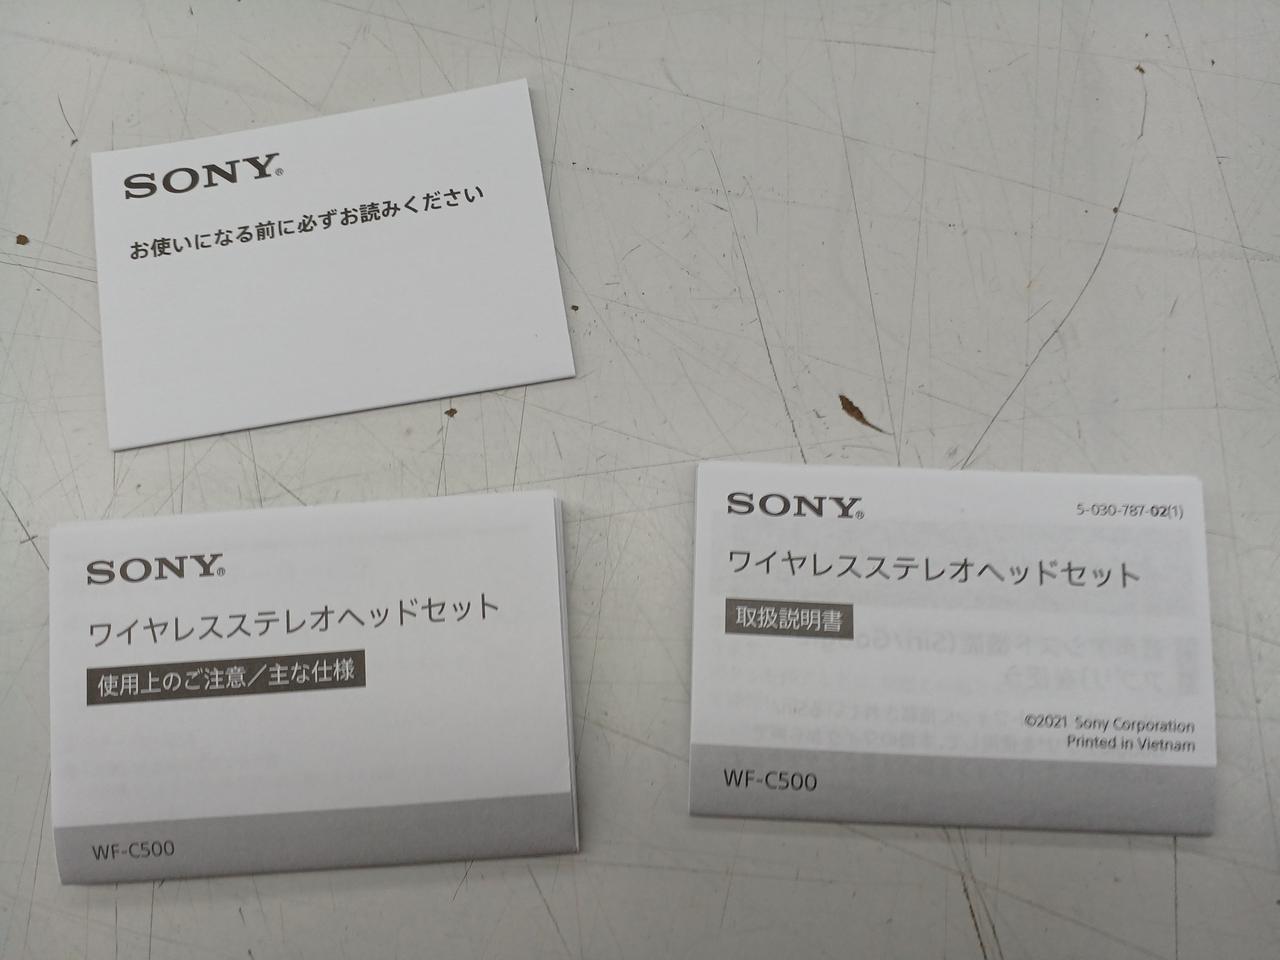 SONY®
お使いになる前に必ずお読みください
SONY®
ワイヤレスステレオヘッドセット
使用上のご注意／主な仕様
WF-C500
SONY®
5-030-787-02(1)
ワイヤレスステレオヘッドセット
取扱説明書
©2021 Sony Corporation
Printed in Vietnam
WF-C500